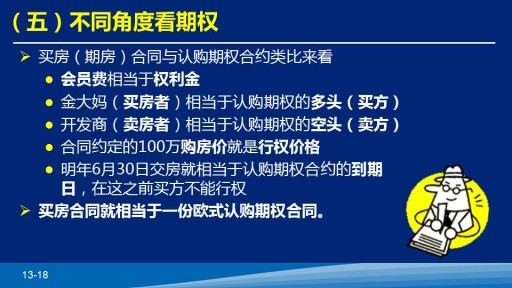 （五）不同角度看期权
买房（期房）合同与认购期权合约类比来看
会员费相当于权利金
金大妈（买房者）相当于认购期权的多头（买方）
开发商（卖房者）相当于认购期权的空头（卖方）
合同约定的100万购房价就是行权价格
明年6月30日交房就相当于认购期权合约的到期
日，在这之前买方不能行权
买房合同就相当于一份欧式认购期权合同。
13-18